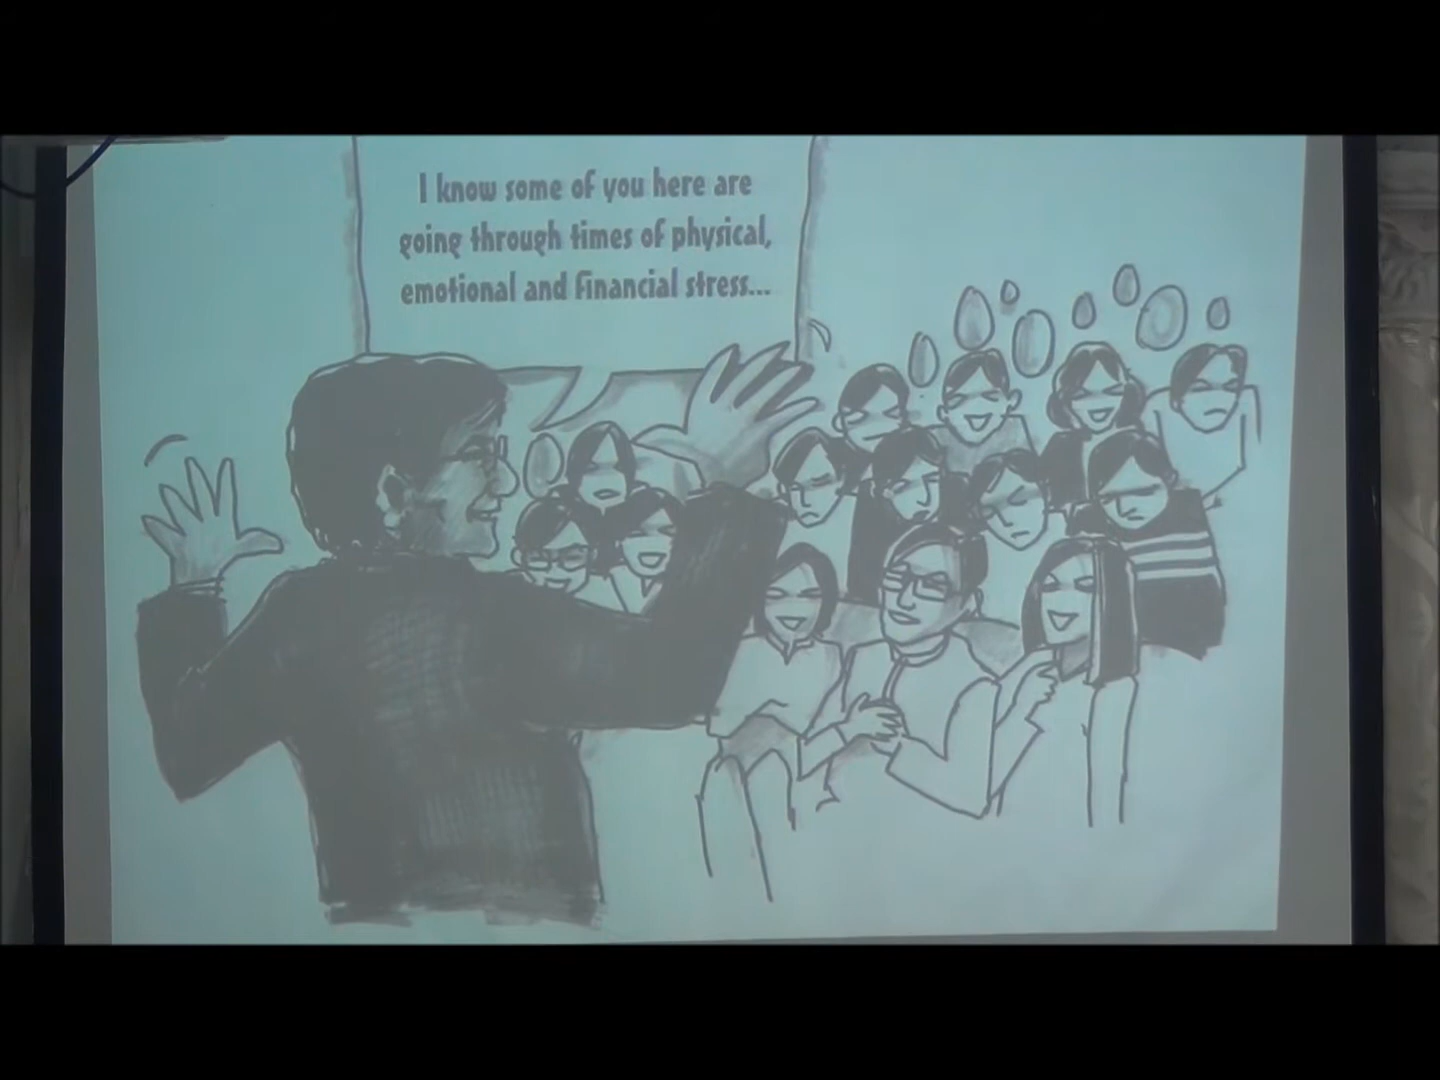 I know some of you here are
going through times of physical,
emotional and financial stress...